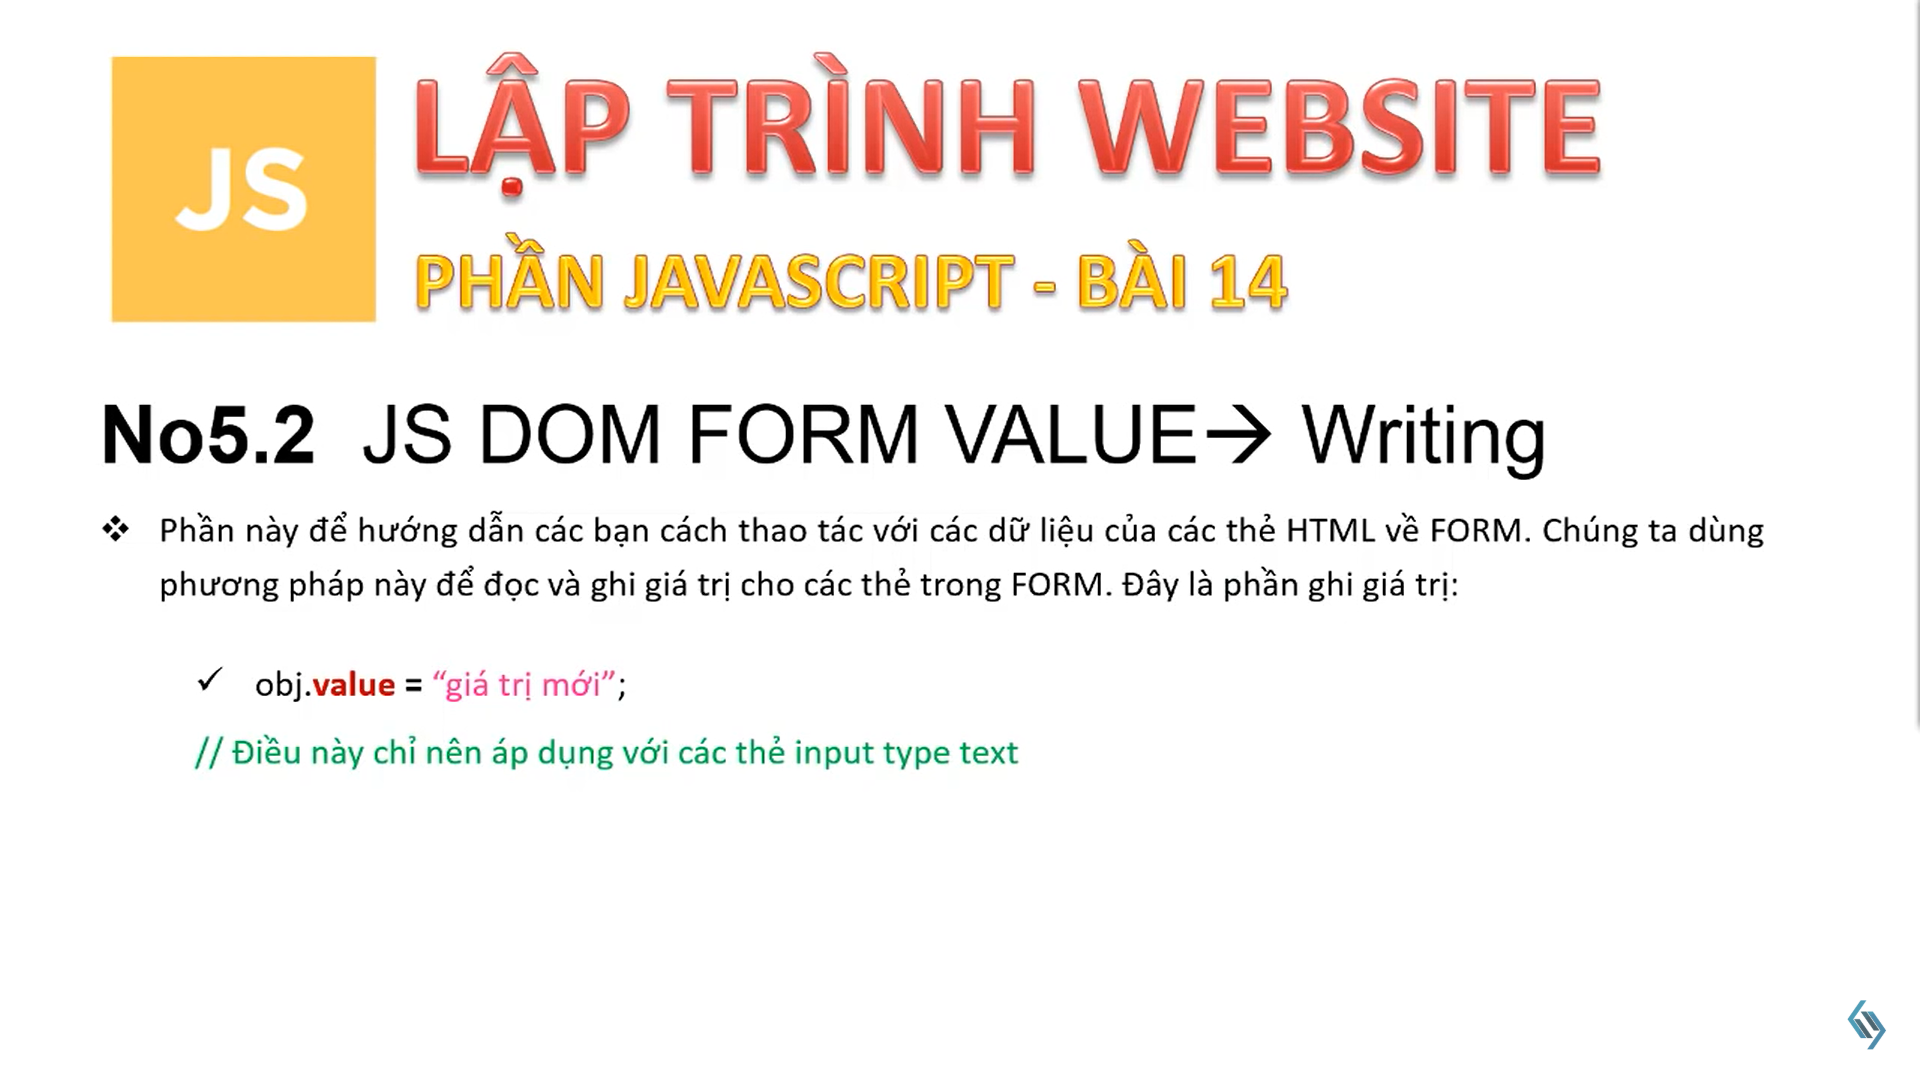 JS
LẬP TRÌNH WEBSITE
PHẦN JAVASCRIPT - BÀI 14
No5.2 JS DOM FORM VALUE→ Writing
❖ Phần này để hướng dẫn các bạn cách thao tác với các dữ liệu của các thẻ HTML về FORM. Chúng ta dùng
phương pháp này để đọc và ghi giá trị cho các thẻ trong FORM. Đây là phần ghi giá trị:
✓ obj.value = “giá trị mới”;
// Điều này chỉ nên áp dụng với các thẻ input type text